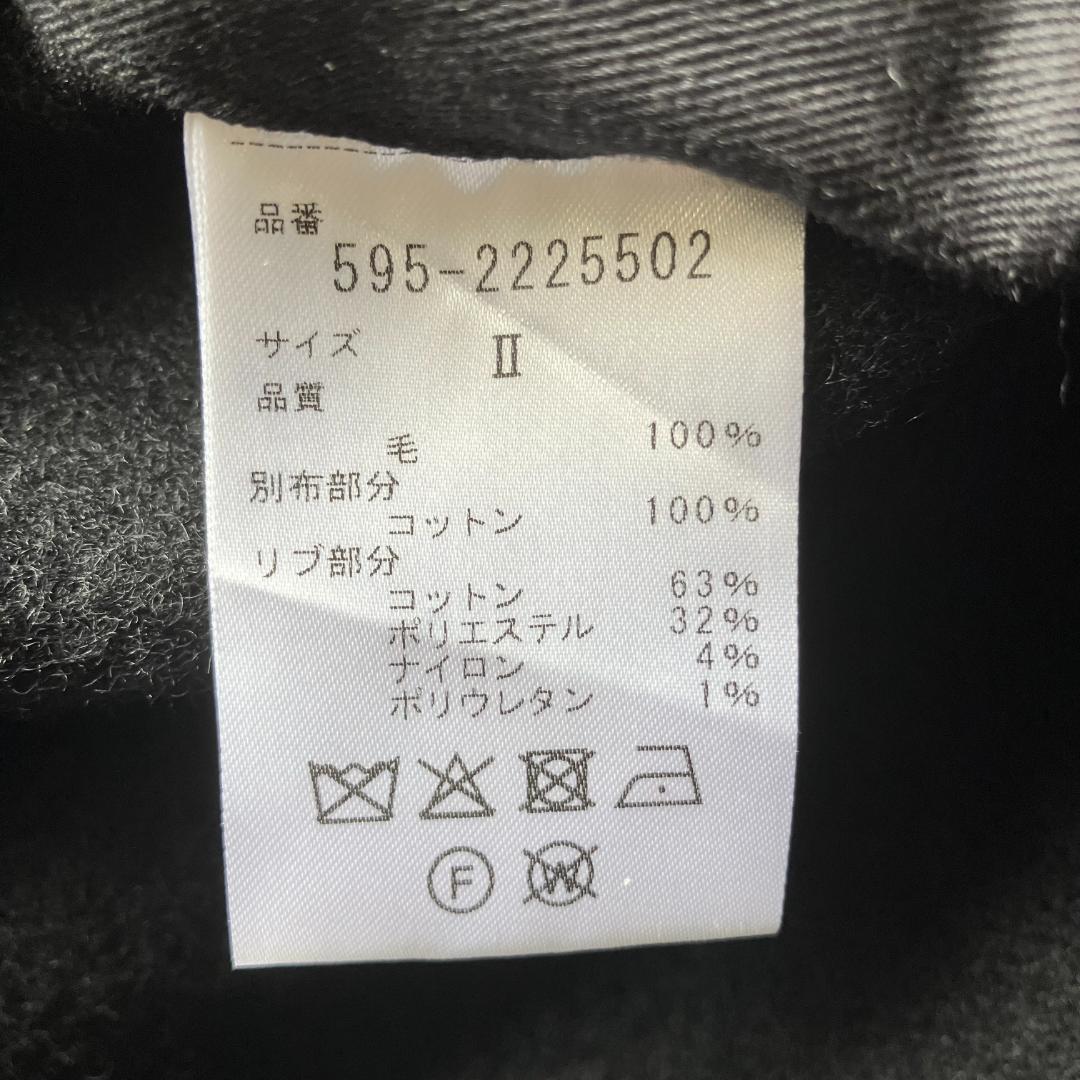 品番
595-2225502
サイズ Ⅱ
品質
毛 100%
別布部分
コットン 100%
リブ部分
コットン 63%
ポリエステル 32%
ナイロン 4%
ポリウレタン 1%
F
W